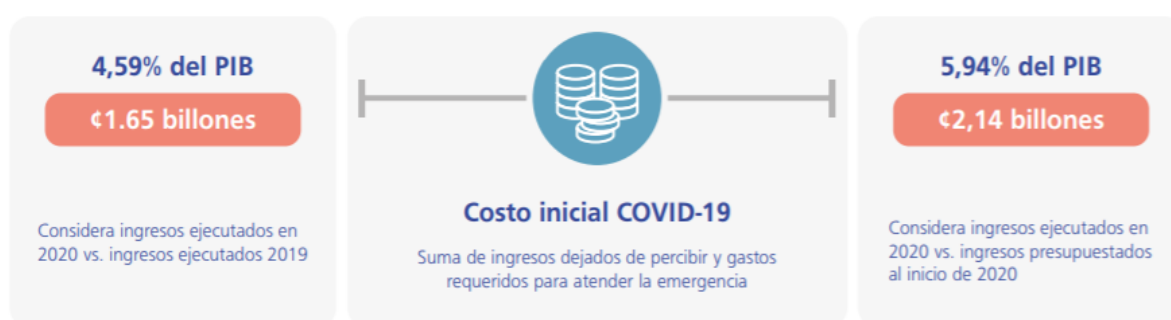 4,59% del PIB
¢1.65 billones
Considera ingresos ejecutados en
2020 vs. ingresos ejecutados 2019
Costo inicial COVID-19
Suma de ingresos dejados de percibir y gastos
requeridos para atender la emergencia
5,94% del PIB
¢2,14 billones
Considera ingresos ejecutados en
2020 vs. ingresos presupuestados
al inicio de 2020